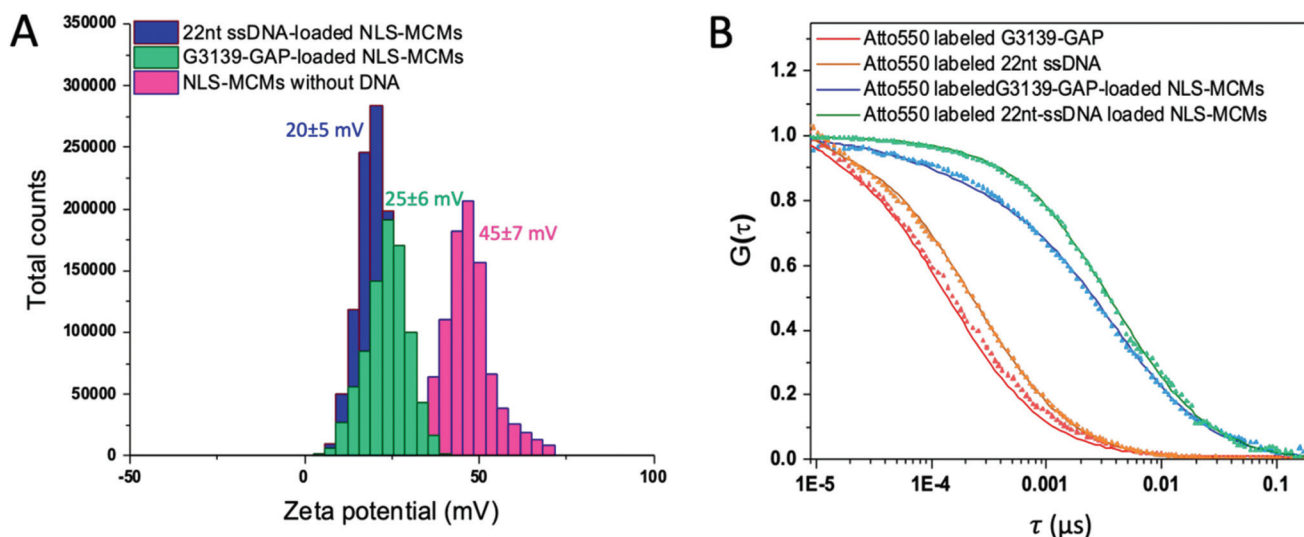 A
350000
300000
250000
200000
150000
100000
50000
0
Total counts
22nt ssDNA-loaded NLS-MCMs
G3139-GAP-loaded NLS-MCMs
NLS-MCMs without DNA
20±5 mV
25±6 mV
45±7 mV
-50
0
50
100
Zeta potential (mV)
B
Atto550 labeled G3139-GAP
Atto550 labeled 22nt ssDNA
Atto550 labeledG3139-GAP-loaded NLS-MCMs
Atto550 labeled 22nt-ssDNA loaded NLS-MCMs
1.2
1.0
0.8
0.6
0.4
0.2
0.0
G(τ)
1E-5
1E-4
0.001
0.01
0.1
τ (µs)